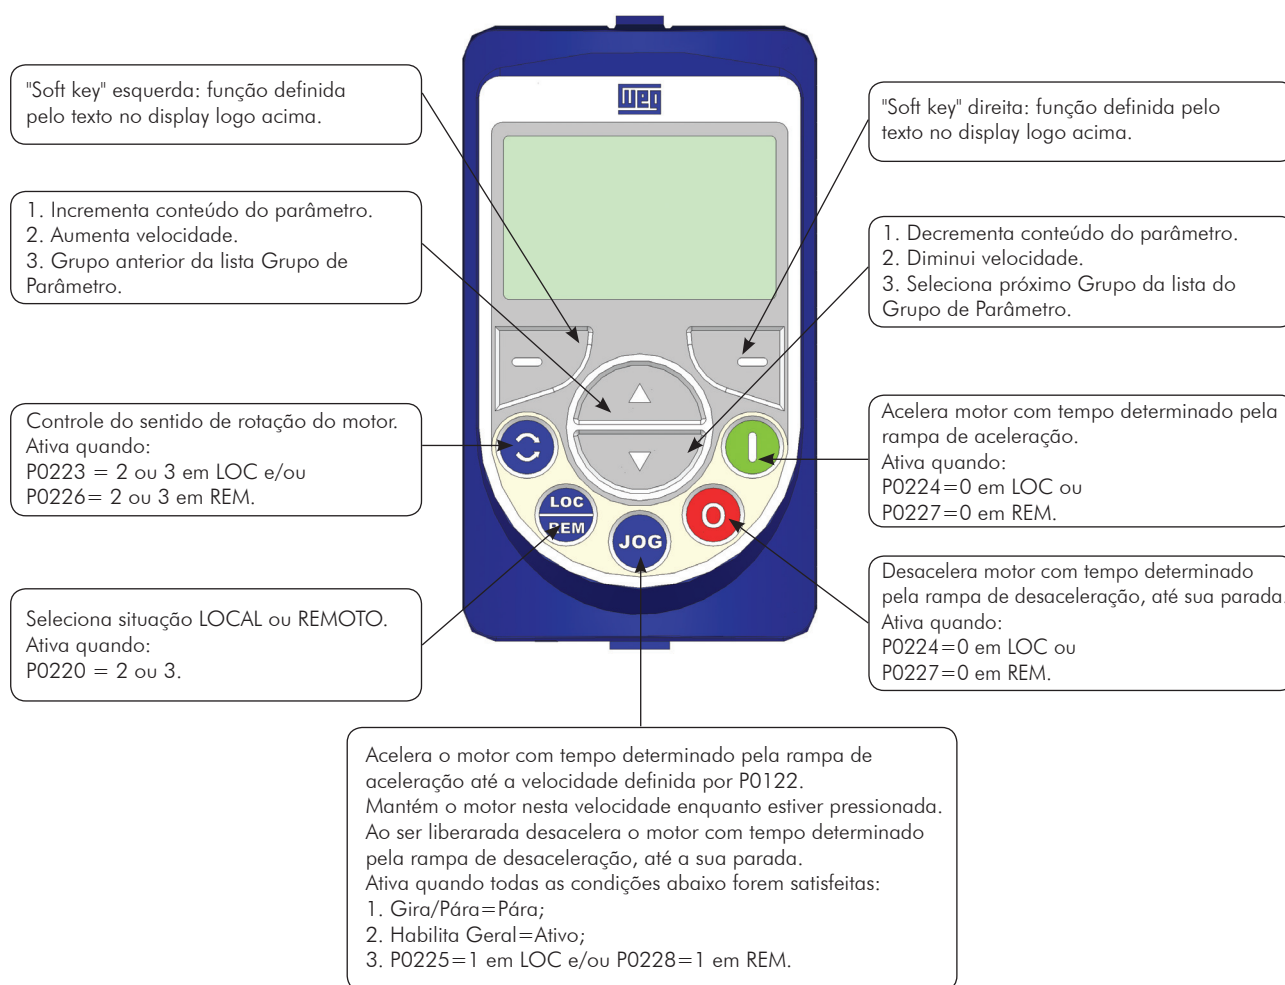 "Soft key" esquerda: função definida
pelo texto no display logo acima.
1. Incrementa conteúdo do parâmetro.
2. Aumenta velocidade.
3. Grupo anterior da lista Grupo de
Parâmetro.
Controle do sentido de rotação do motor.
Ativa quando:
P0223 = 2 ou 3 em LOC e/ou
P0226= 2 ou 3 em REM.
Seleciona situação LOCAL ou REMOTO.
Ativa quando:
P0220 = 2 ou 3.
weg
LOC
REM
JOG
"Soft key" direita: função definida pelo
texto no display logo acima.
1. Decrementa conteúdo do parâmetro.
2. Diminui velocidade.
3. Seleciona próximo Grupo da lista do
Grupo de Parâmetro.
Acelera motor com tempo determinado pela
rampa de aceleração.
Ativa quando:
P0224=0 em LOC ou
P0227=0 em REM.
Desacelera motor com tempo determinado
pela rampa de desaceleração, até sua parada.
Ativa quando:
P0224=0 em LOC ou
P0227=0 em REM.
Acelera o motor com tempo determinado pela rampa de
aceleração até a velocidade definida por P0122.
Mantém o motor nesta velocidade enquanto estiver pressionada.
Ao ser liberarada desacelera o motor com tempo determinado
pela rampa de desaceleração, até a sua parada.
Ativa quando todas as condições abaixo forem satisfeitas:
1. Gira/Pára=Pára;
2. Habilita Geral=Ativo;
3. P0225=1 em LOC e/ou P0228=1 em REM.